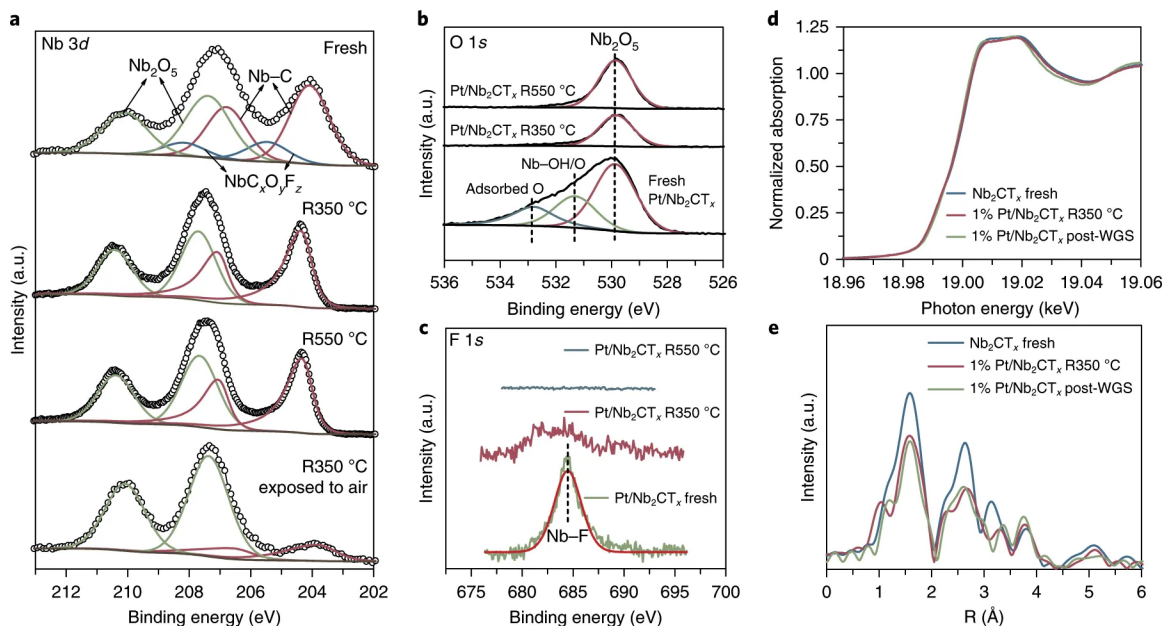 a
Nb 3d
Fresh
Nb₂O₅
Nb–C
NbCₓOᵧF_z
R350 °C
R550 °C
R350 °C
exposed to air
Intensity (a.u.)
212 210 208 206 204 202
Binding energy (eV)
b
O 1s
Nb₂O₅
Pt/Nb₂CTₓ R550 °C
Pt/Nb₂CTₓ R350 °C
Nb–OH/O
Adsorbed O
Fresh
Pt/Nb₂CTₓ
Intensity (a.u.)
536 534 532 530 528 526
Binding energy (eV)
c
F 1s
Pt/Nb₂CTₓ R550 °C
Pt/Nb₂CTₓ R350 °C
Pt/Nb₂CTₓ fresh
Nb–F
Intensity (a.u.)
675 680 685 690 695 700
Binding energy (eV)
d
1.25
1.00
0.75
0.50
0.25
0
Normalized absorption
Nb₂CTₓ fresh
1% Pt/Nb₂CTₓ R350 °C
1% Pt/Nb₂CTₓ post-WGS
18.96 18.98 19.00 19.02 19.04 19.06
Photon energy (keV)
e
Nb₂CTₓ fresh
1% Pt/Nb₂CTₓ R350 °C
1% Pt/Nb₂CTₓ post-WGS
Intensity (a.u.)
0 1 2 3 4 5 6
R (Å)